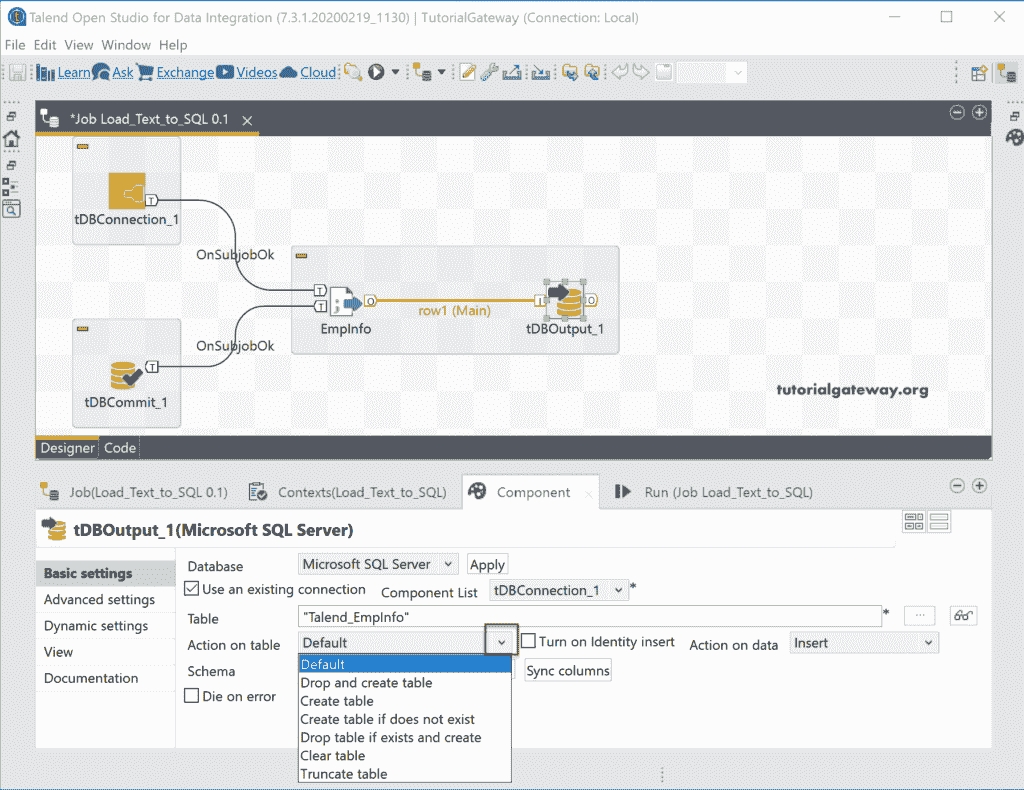 Talend Open Studio for Data Integration (7.3.1.20200219_1130) | TutorialGateway (Connection: Local)
File Edit View Window Help
Learn Ask Exchange Videos Cloud
*Job Load_Text_to_SQL 0.1
T
tDBConnection_1
OnSubjobOk
T
T
O
I
O
row1 (Main)
EmpInfo
tDBOutput_1
OnSubjobOk
T
tDBCommit_1
tutorialgateway.org
Designer Code
Job(Load_Text_to_SQL 0.1) Contexts(Load_Text_to_SQL) Component Run (Job Load_Text_to_SQL)
tDBOutput_1(Microsoft SQL Server)
Basic settings
Advanced settings
Dynamic settings
View
Documentation
Database Microsoft SQL Server Apply
Use an existing connection Component List tDBConnection_1 *
Table "Talend_EmpInfo" * ...
Action on table Default Turn on Identity insert Action on data Insert
Schema Sync columns
Die on error
Default
Drop and create table
Create table
Create table if does not exist
Drop table if exists and create
Clear table
Truncate table